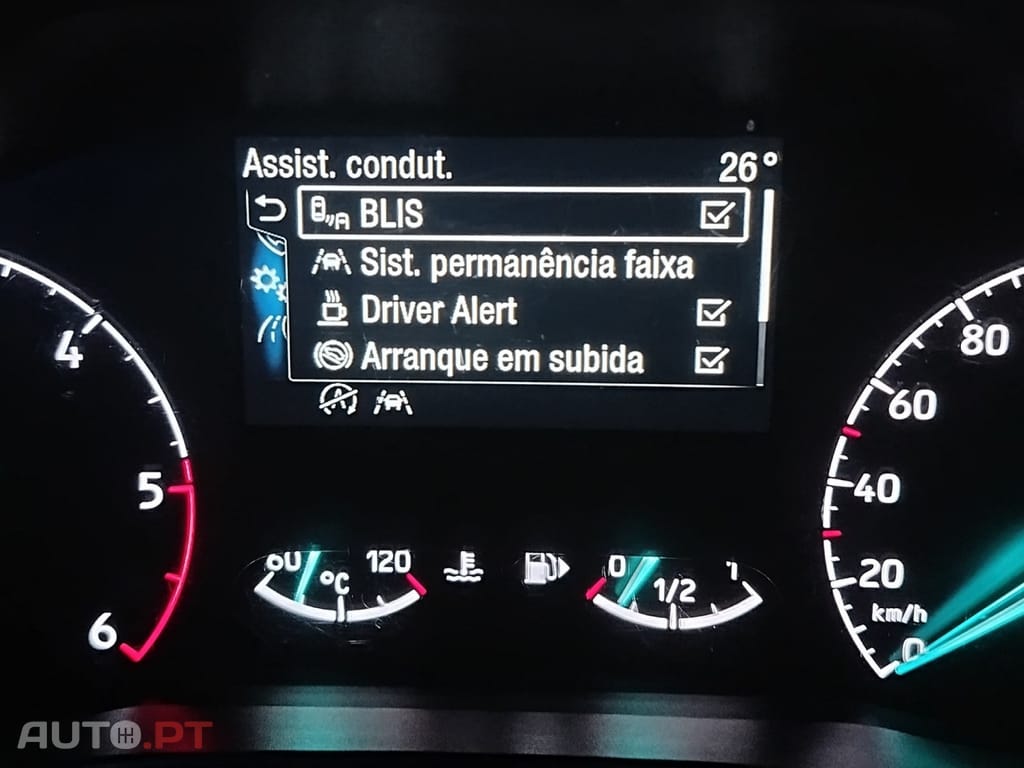 Assist. condut. 26°
BLIS
Sist. permanência faixa
Driver Alert
Arranque em subida
4
5
6
60 120
°C
0 1/2 1
80
60
40
20
km/h
0
AUTO.PT